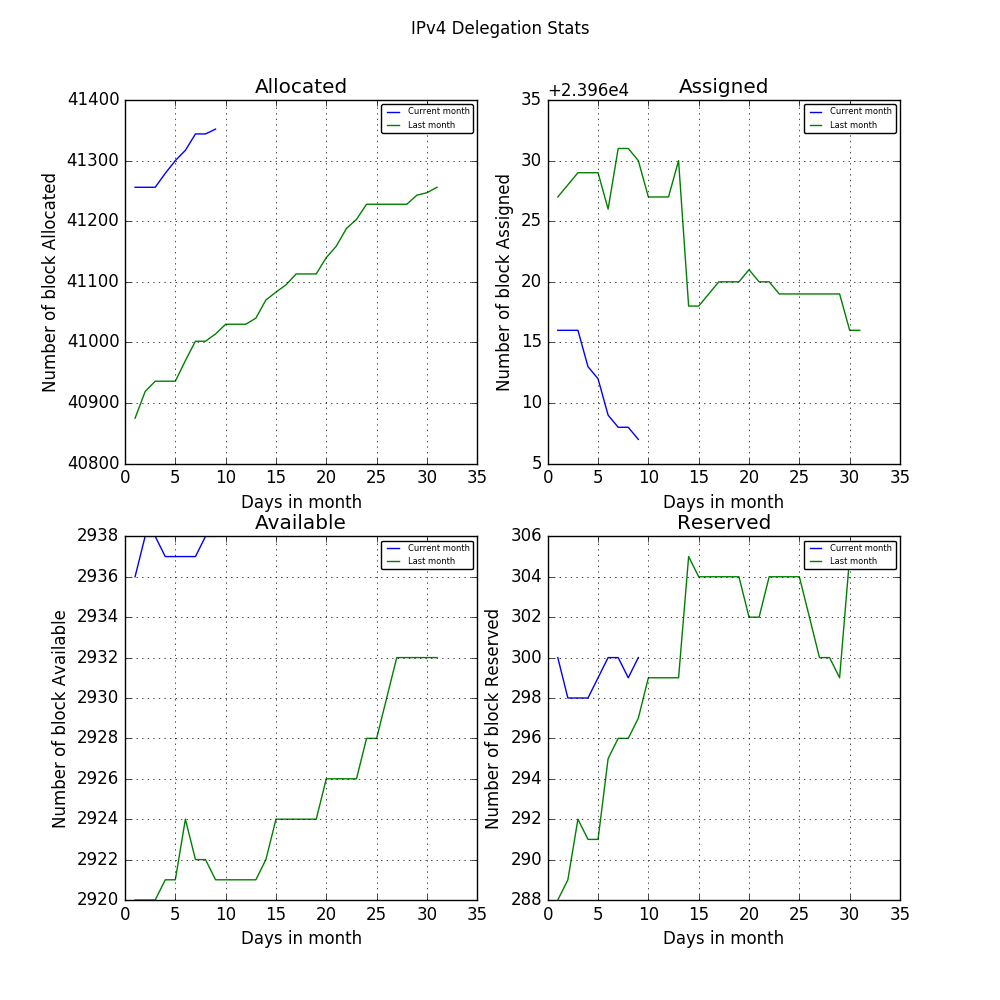 IPv4 Delegation Stats
Allocated
41400
41300
41200
41100
41000
40900
40800
0 5 10 15 20 25 30 35
Number of block Allocated
Days in month
Current month
Last month
+2.396e4
Assigned
35
30
25
20
15
10
5
0 5 10 15 20 25 30 35
Number of block Assigned
Days in month
Current month
Last month
Available
2938
2936
2934
2932
2930
2928
2926
2924
2922
2920
0 5 10 15 20 25 30 35
Number of block Available
Days in month
Current month
Last month
Reserved
306
304
302
300
298
296
294
292
290
288
0 5 10 15 20 25 30 35
Number of block Reserved
Days in month
Current month
Last month